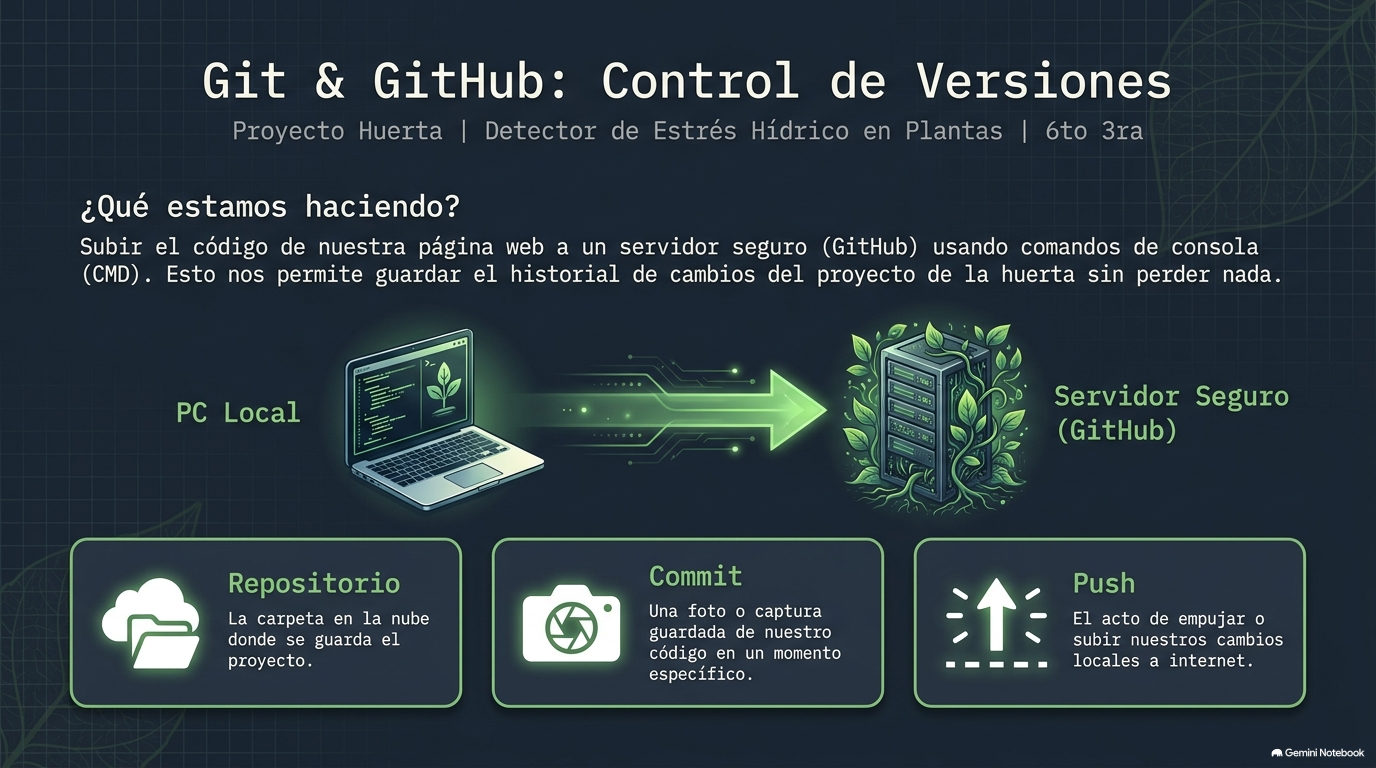 Git & GitHub: Control de Versiones
Proyecto Huerta | Detector de Estrés Hídrico en Plantas | 6to 3ra
¿Qué estamos haciendo?
Subir el código de nuestra página web a un servidor seguro (GitHub) usando comandos de consola
(CMD). Esto nos permite guardar el historial de cambios del proyecto de la huerta sin perder nada.
PC Local
Servidor Seguro
(GitHub)
Repositorio
La carpeta en la nube
donde se guarda el
proyecto.
Commit
Una foto o captura
guardada de nuestro
código en un momento
específico.
Push
El acto de empujar o
subir nuestros cambios
locales a internet.
Gemini Notebook